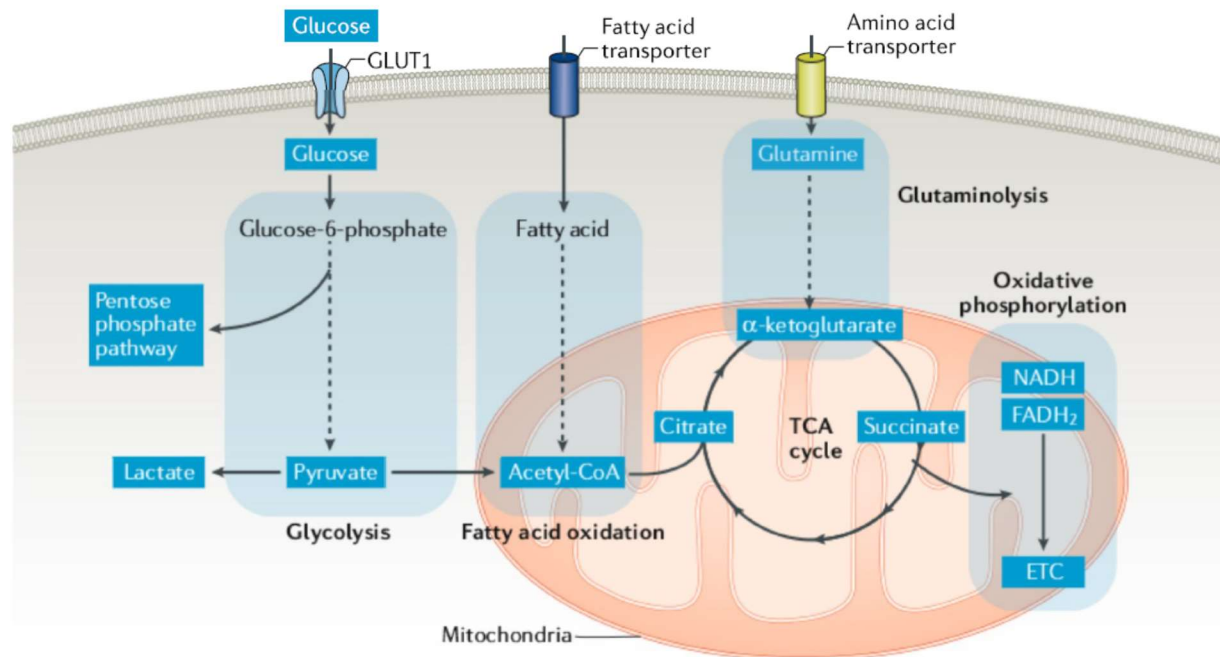 Glucose
GLUT1
Fatty acid
transporter
Amino acid
transporter
Glucose
Glutamine
Glutaminolysis
Glucose-6-phosphate
Fatty acid
Pentose
phosphate
pathway
Oxidative
phosphorylation
α-ketoglutarate
NADH
FADH₂
Citrate
TCA
cycle
Succinate
Lactate
Pyruvate
Acetyl-CoA
Glycolysis
Fatty acid oxidation
ETC
Mitochondria